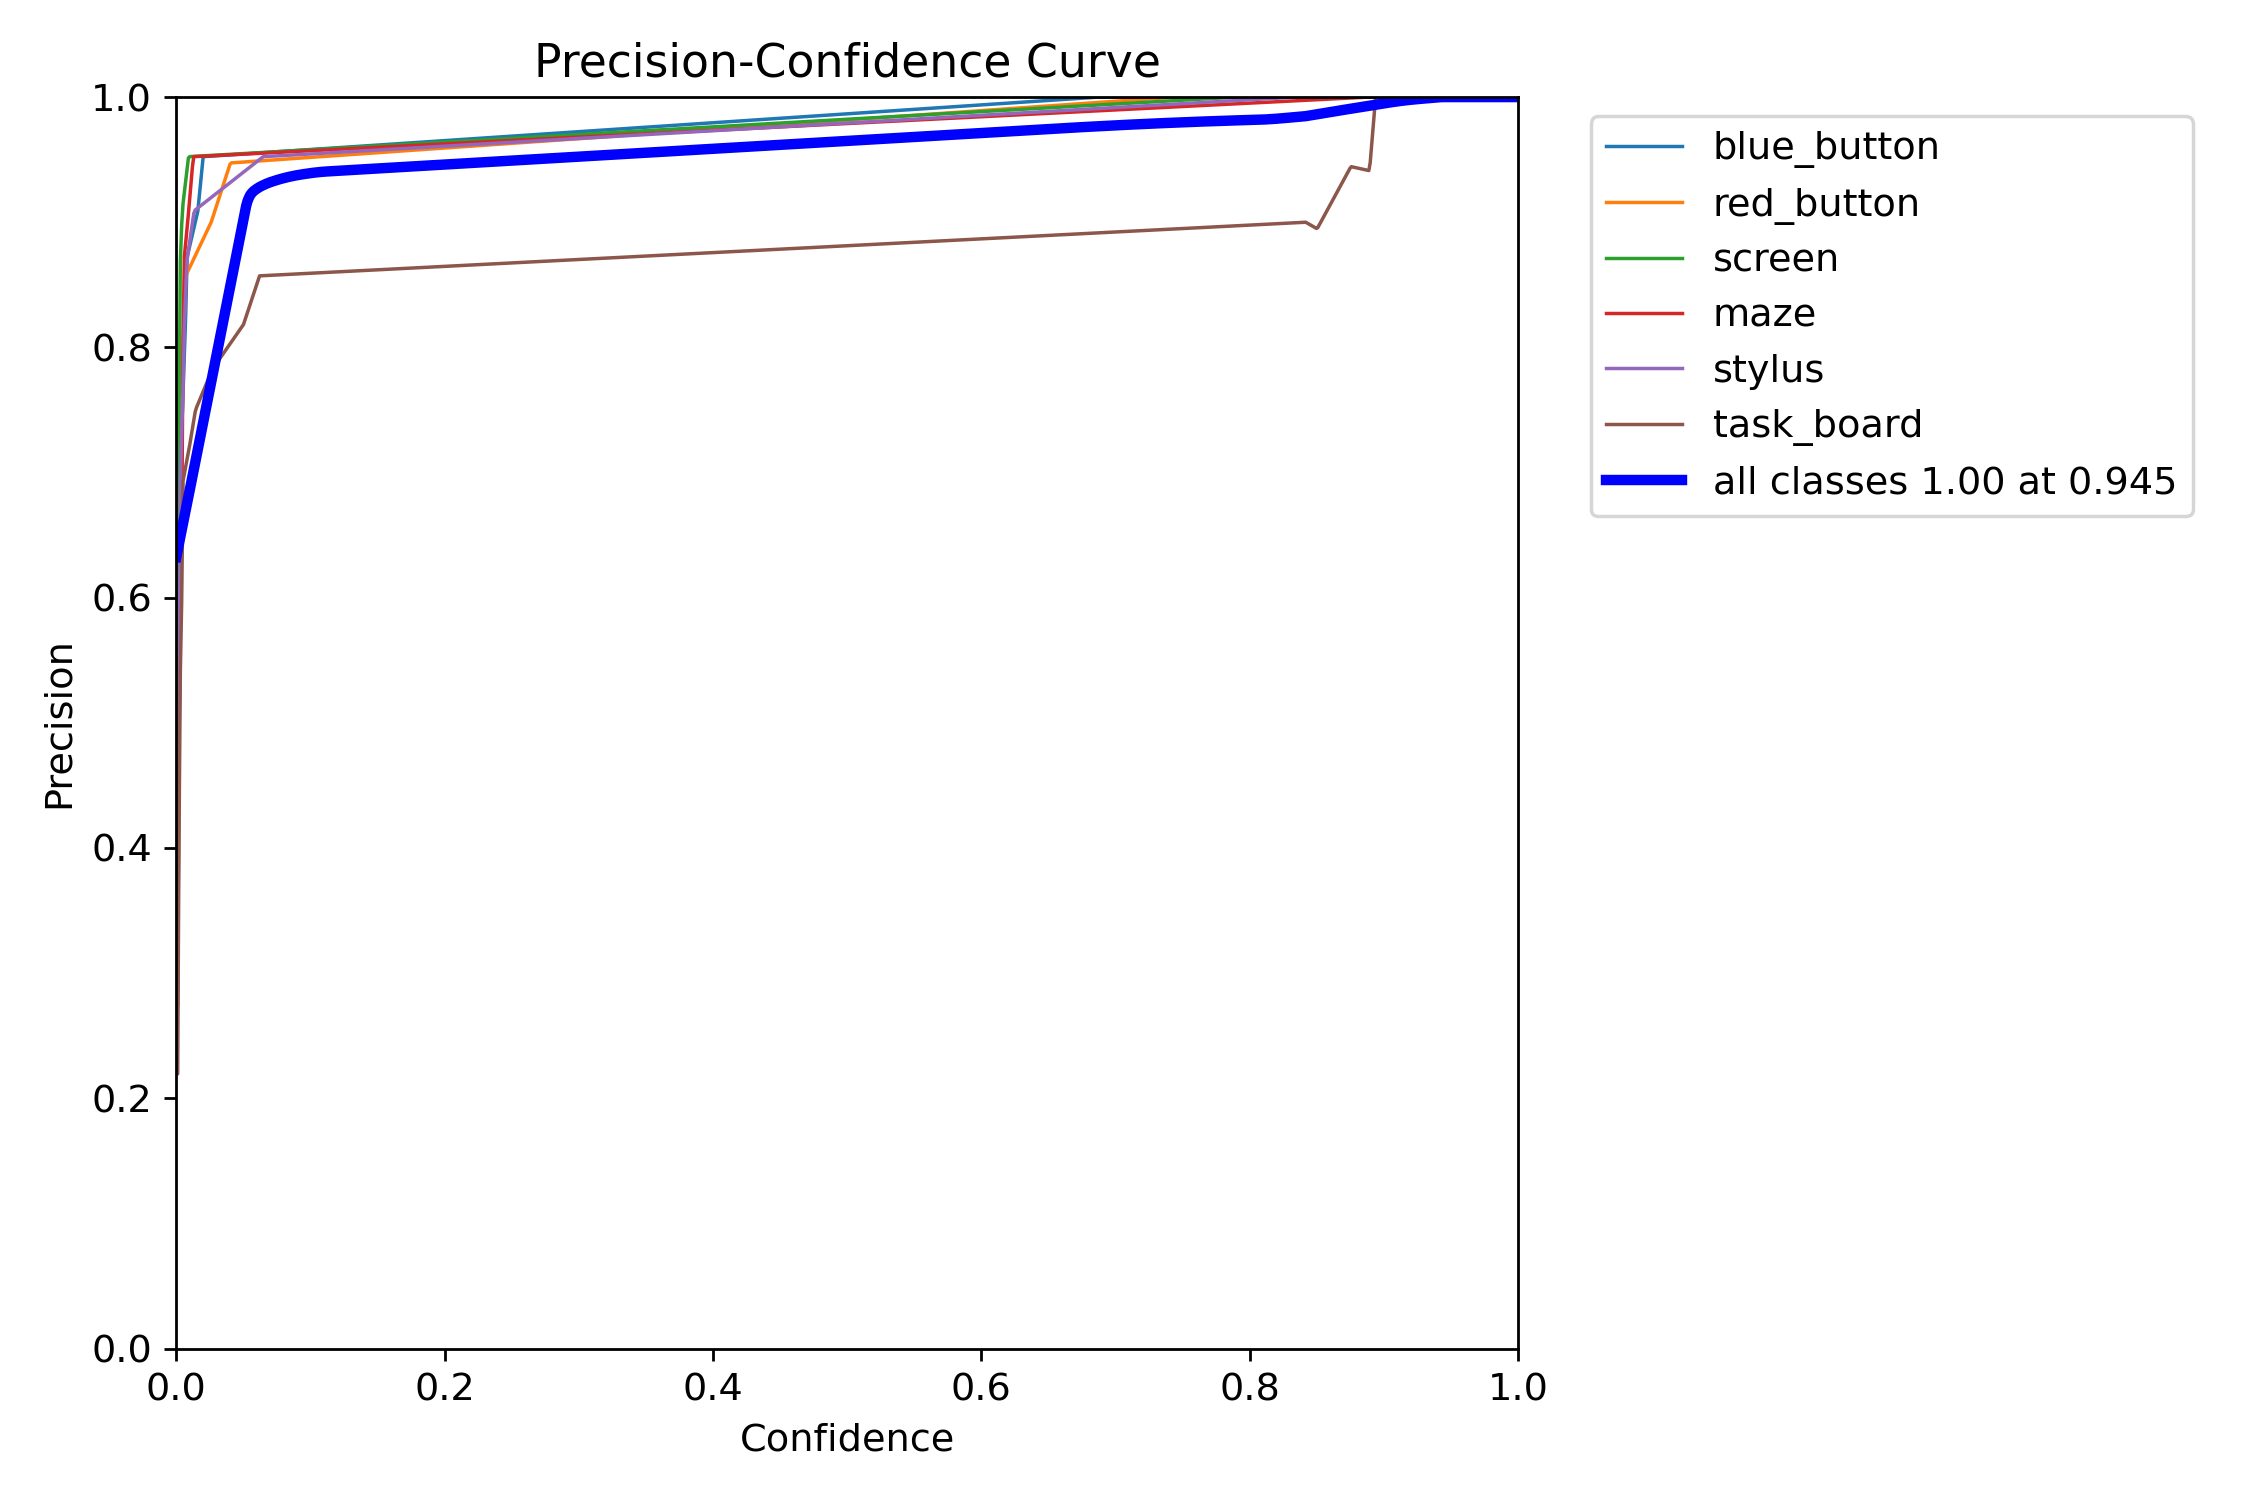 Precision-Confidence Curve
1.0
0.8
0.6
0.4
0.2
0.0
Precision
0.0 0.2 0.4 0.6 0.8 1.0
Confidence
blue_button
red_button
screen
maze
stylus
task_board
all classes 1.00 at 0.945